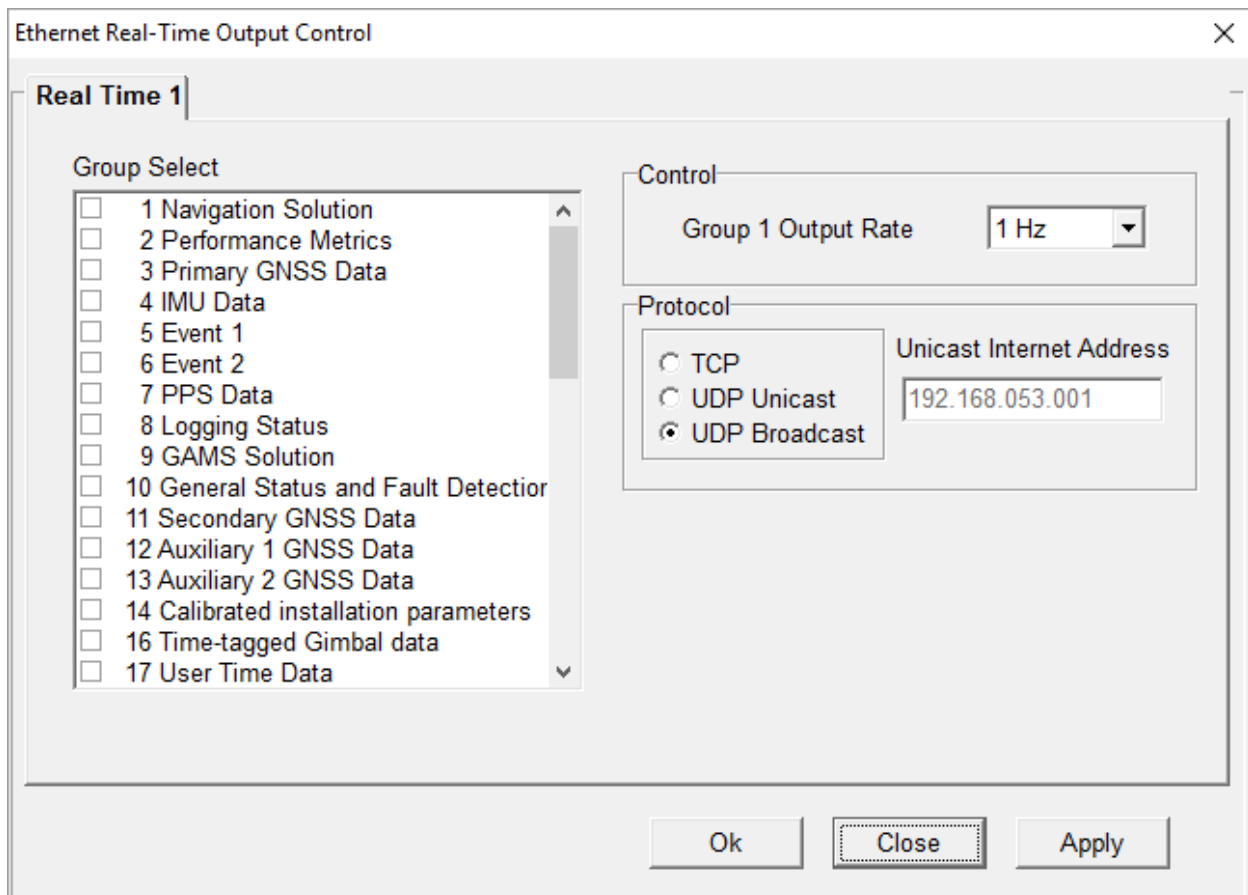 Ethernet Real-Time Output Control
Real Time 1
Group Select
1 Navigation Solution
2 Performance Metrics
3 Primary GNSS Data
4 IMU Data
5 Event 1
6 Event 2
7 PPS Data
8 Logging Status
9 GAMS Solution
10 General Status and Fault Detection
11 Secondary GNSS Data
12 Auxiliary 1 GNSS Data
13 Auxiliary 2 GNSS Data
14 Calibrated installation parameters
16 Time-tagged Gimbal data
17 User Time Data
Control
Group 1 Output Rate
1 Hz
Protocol
TCP
UDP Unicast
UDP Broadcast
Unicast Internet Address
192.168.053.001
Ok
Close
Apply